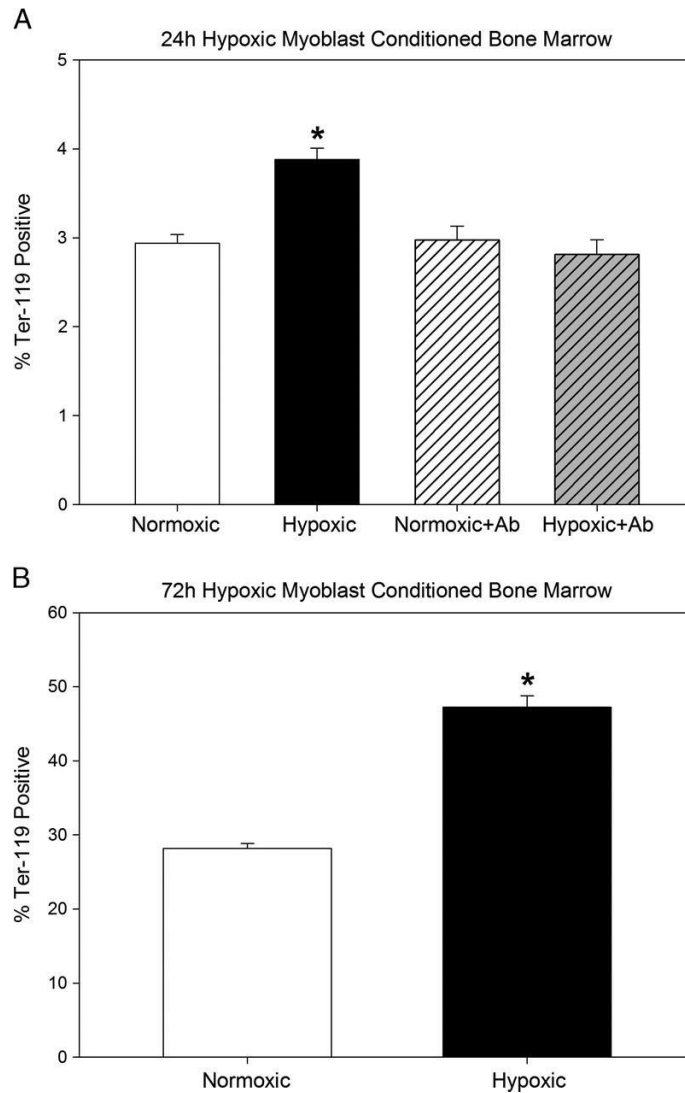 A
24h Hypoxic Myoblast Conditioned Bone Marrow
5
4
3
2
1
0
% Ter-119 Positive
*
Normoxic Hypoxic Normoxic+Ab Hypoxic+Ab
B
72h Hypoxic Myoblast Conditioned Bone Marrow
60
50
40
30
20
10
0
% Ter-119 Positive
*
Normoxic Hypoxic